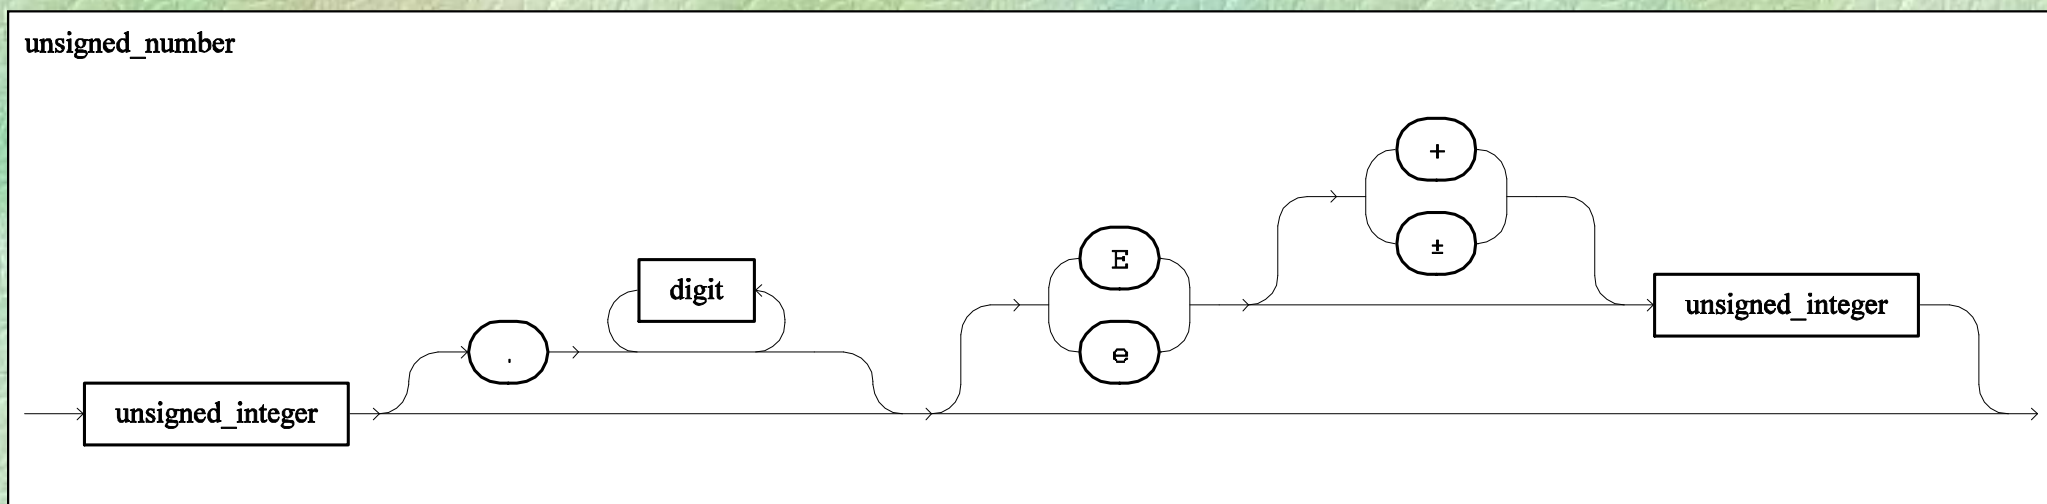 unsigned_number
+
±
E
digit
unsigned_integer
.
e
unsigned_integer